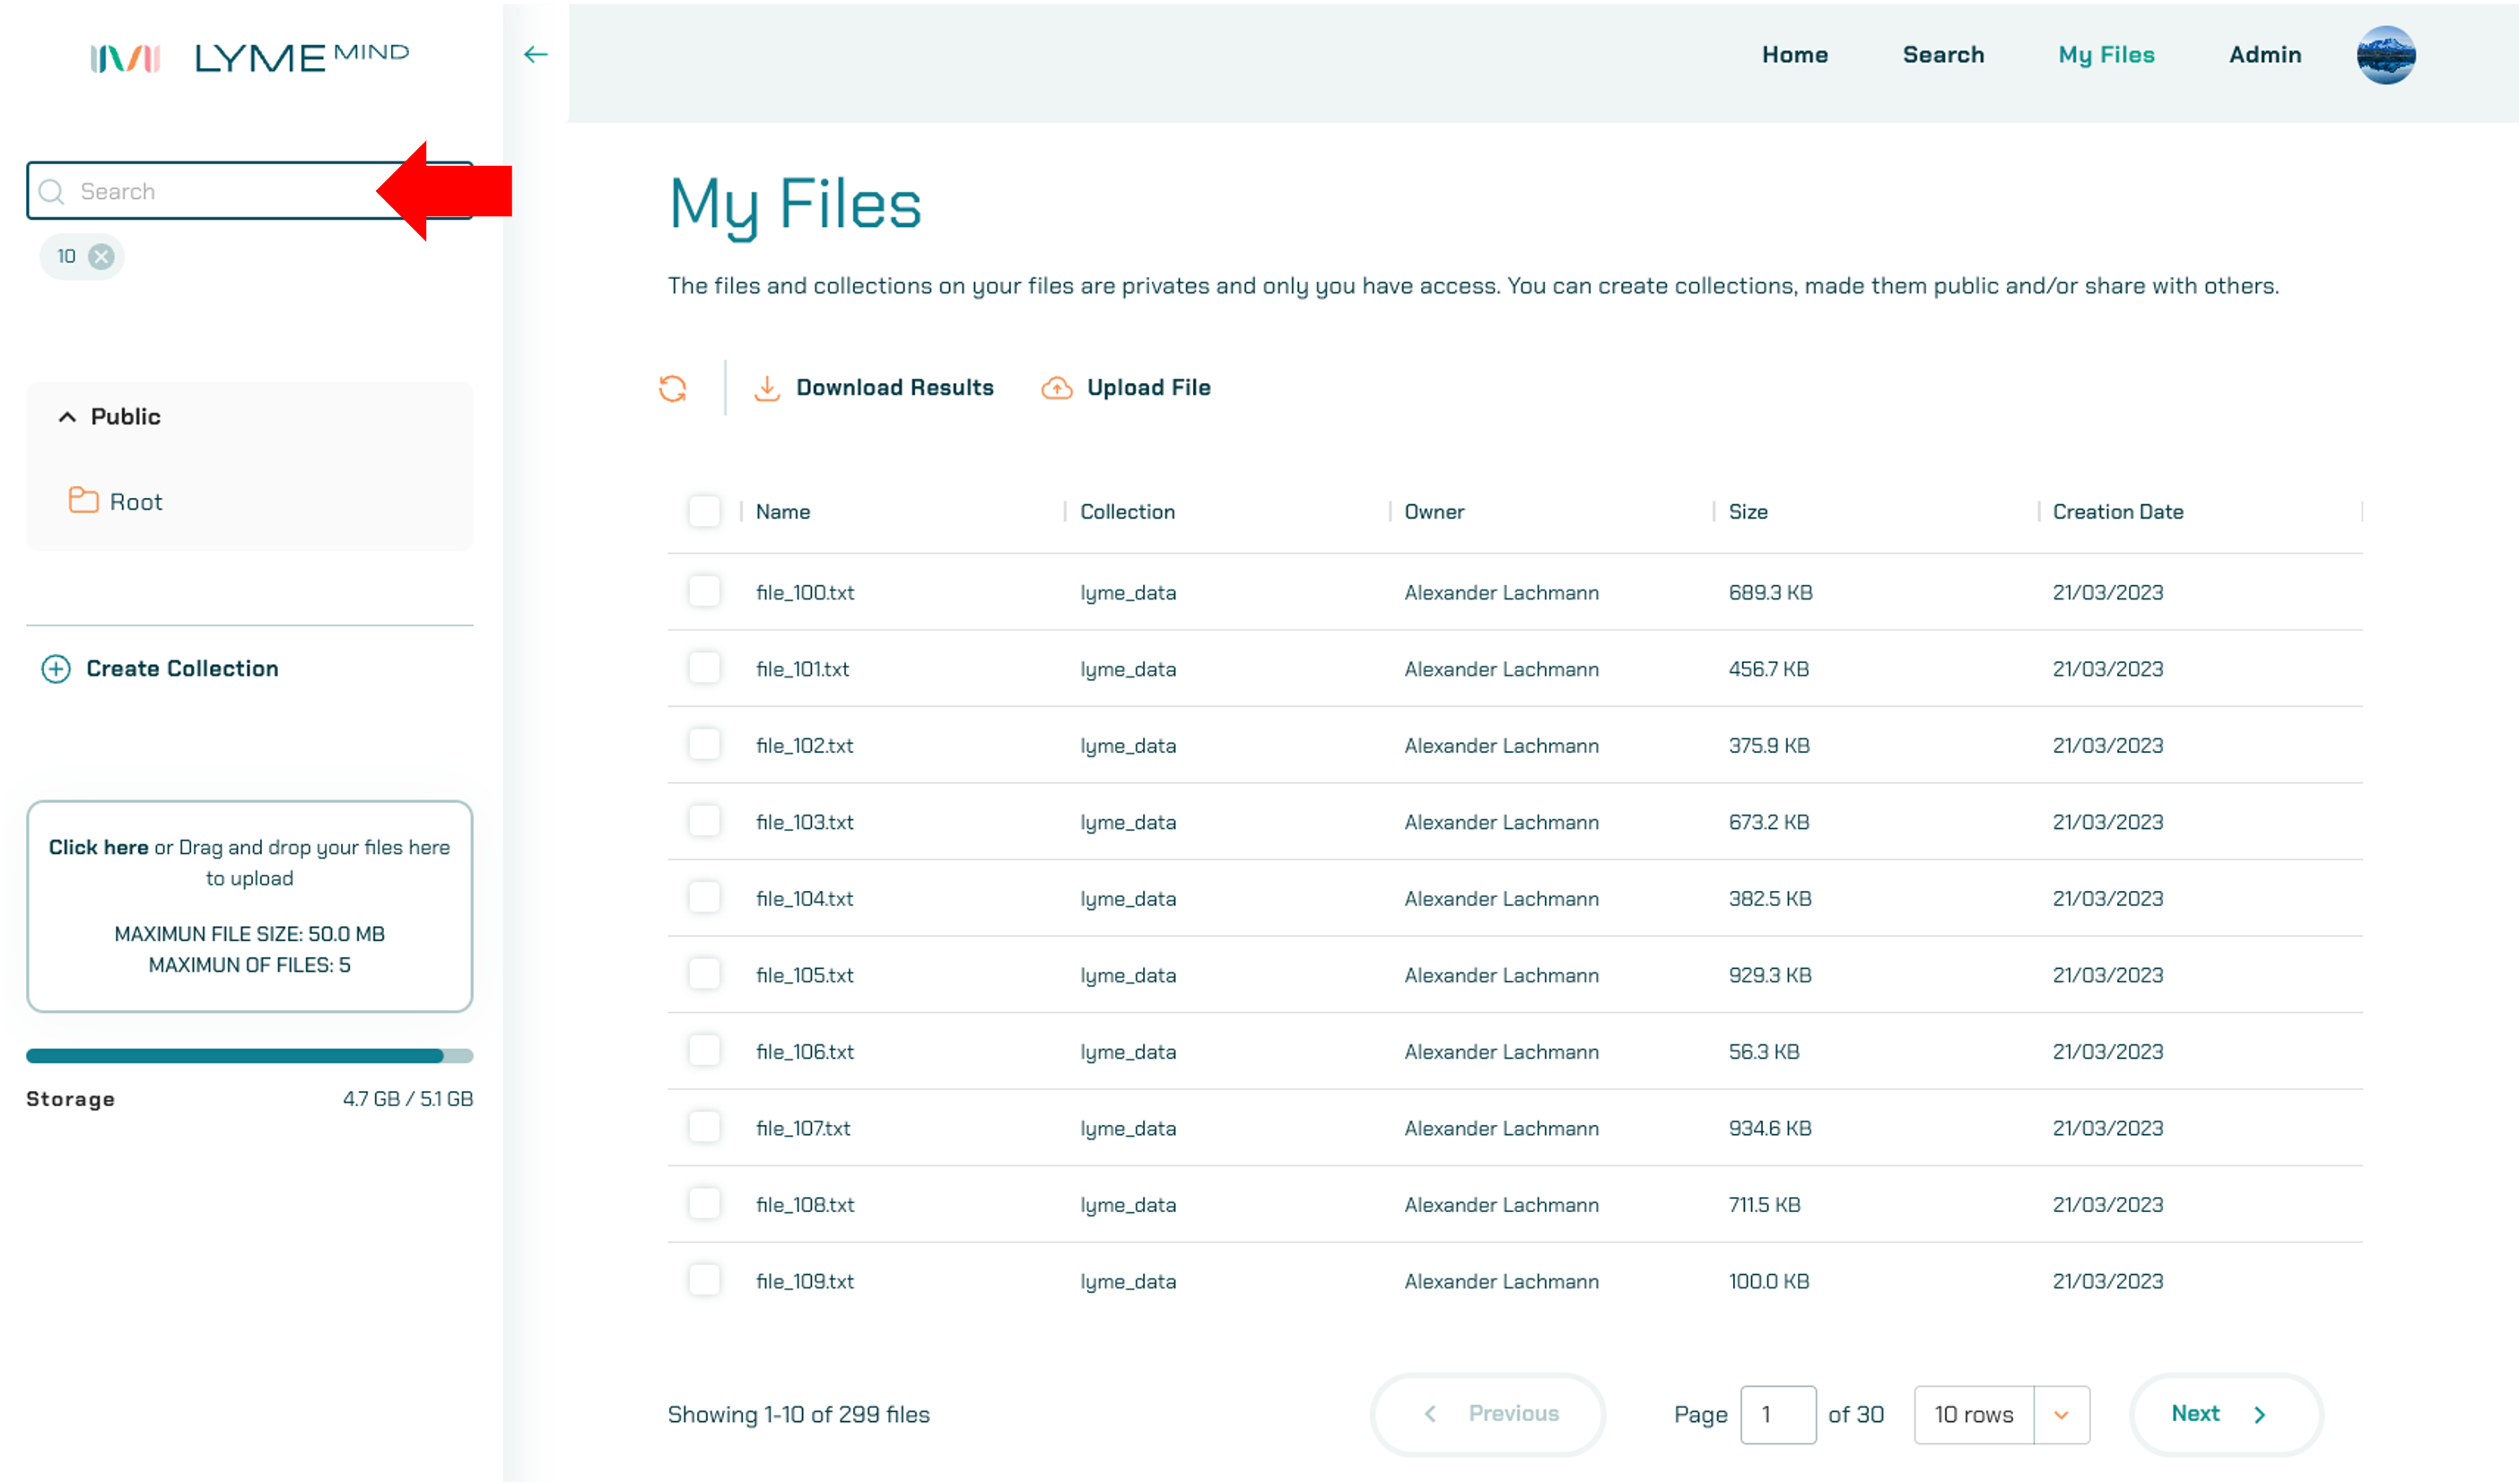 LYME MIND
Home Search My Files Admin
Search
10
Public
Root
Create Collection
Click here or Drag and drop your files here
to upload
MAXIMUN FILE SIZE: 50.0 MB
MAXIMUN OF FILES: 5
Storage 4.7 GB / 5.1 GB
My Files
The files and collections on your files are privates and only you have access. You can create collections, made them public and/or share with others.
Download Results Upload File
Name Collection Owner Size Creation Date
file_100.txt lyme_data Alexander Lachmann 689.3 KB 21/03/2023
file_101.txt lyme_data Alexander Lachmann 456.7 KB 21/03/2023
file_102.txt lyme_data Alexander Lachmann 375.9 KB 21/03/2023
file_103.txt lyme_data Alexander Lachmann 673.2 KB 21/03/2023
file_104.txt lyme_data Alexander Lachmann 382.5 KB 21/03/2023
file_105.txt lyme_data Alexander Lachmann 929.3 KB 21/03/2023
file_106.txt lyme_data Alexander Lachmann 56.3 KB 21/03/2023
file_107.txt lyme_data Alexander Lachmann 934.6 KB 21/03/2023
file_108.txt lyme_data Alexander Lachmann 711.5 KB 21/03/2023
file_109.txt lyme_data Alexander Lachmann 100.0 KB 21/03/2023
Showing 1-10 of 299 files Previous Page 1 of 30 10 rows Next